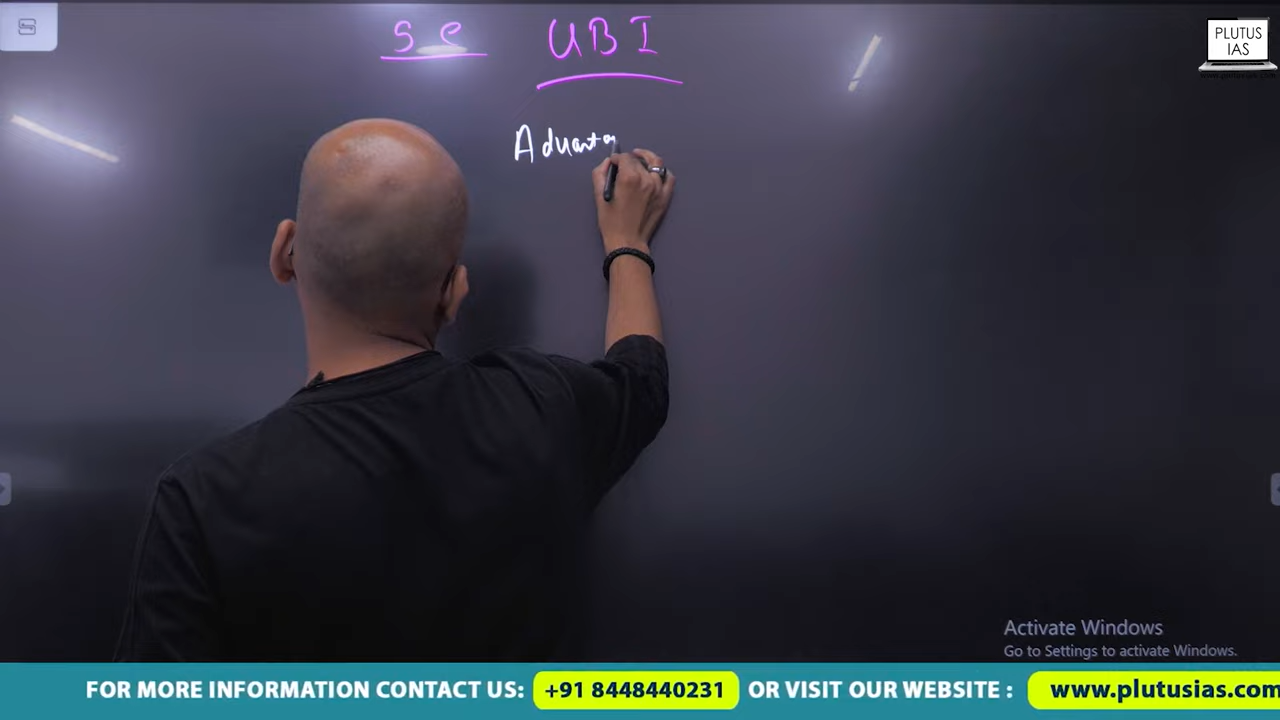 S e UBI
PLUTUS
IAS
Advanta
Activate Windows
Go to Settings to activate Windows.
FOR MORE INFORMATION CONTACT US: +91 8448440231 OR VISIT OUR WEBSITE : www.plutusias.com